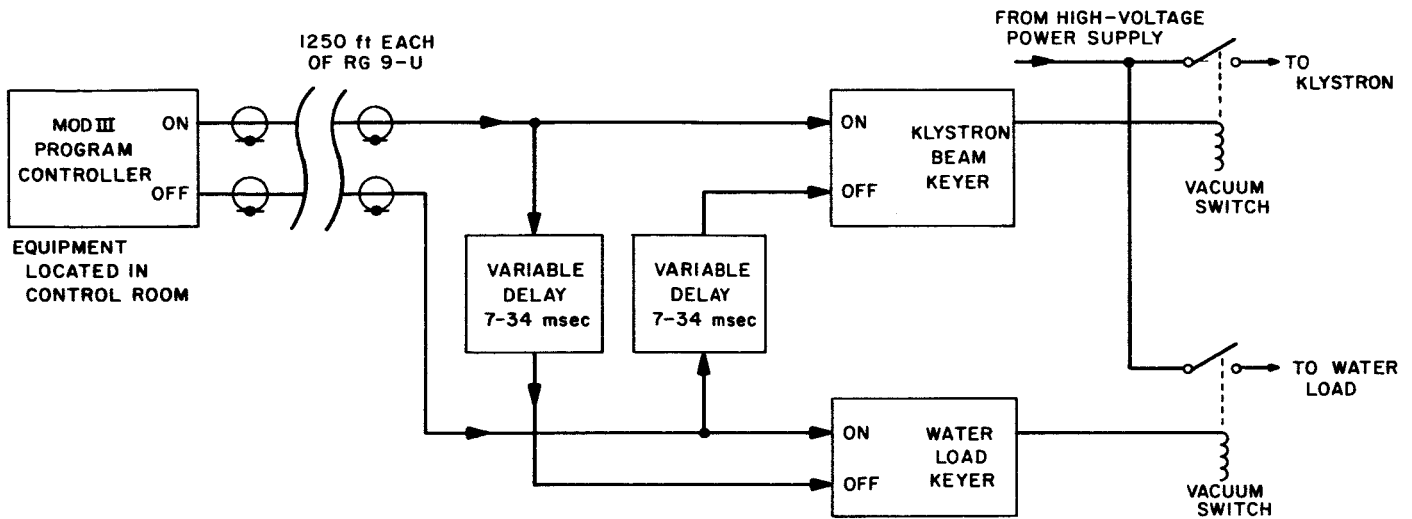 1250 ft EACH
OF RG 9-U
FROM HIGH-VOLTAGE
POWER SUPPLY
TO
KLYSTRON
MOD III
PROGRAM
CONTROLLER
ON
OFF
EQUIPMENT
LOCATED IN
CONTROL ROOM
ON
OFF
KLYSTRON
BEAM
KEYER
VACUUM
SWITCH
VARIABLE
DELAY
7-34 msec
VARIABLE
DELAY
7-34 msec
TO WATER
LOAD
ON
OFF
WATER
LOAD
KEYER
VACUUM
SWITCH